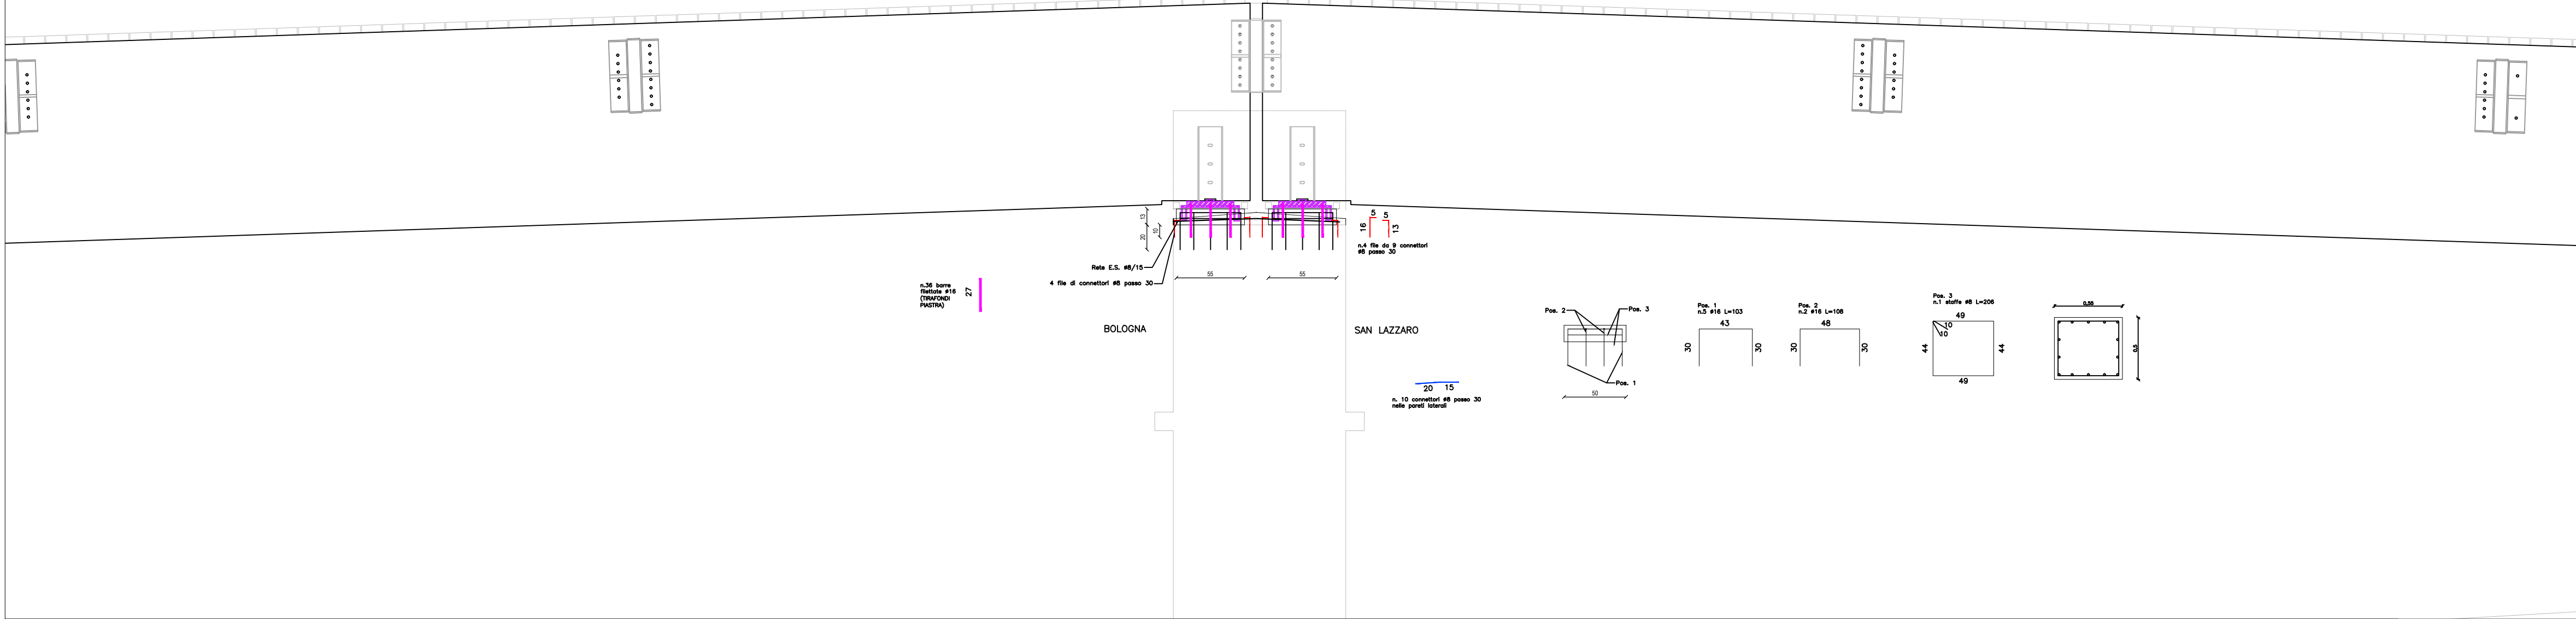 13
20
10
5 5
16
13
n.4 file da 9 connettori
ø8 passo 30
Rete E.S. ø8/15
4 file di connettori ø8 passo 30
55
55
n.36 barre
filettate ø16
(TIRAFONDI
PIASTRA)
27
BOLOGNA
SAN LAZZARO
20 15
n. 10 connettori ø8 passo 30
nelle pareti laterali
Pos. 2
Pos. 3
Pos. 1
50
Pos. 1
n.5 ø16 L=103
43
30
30
Pos. 2
n.2 ø16 L=108
48
30
30
Pos. 3
n.1 staffe ø8 L=206
49
10
10
44
44
49
0,55
0,5